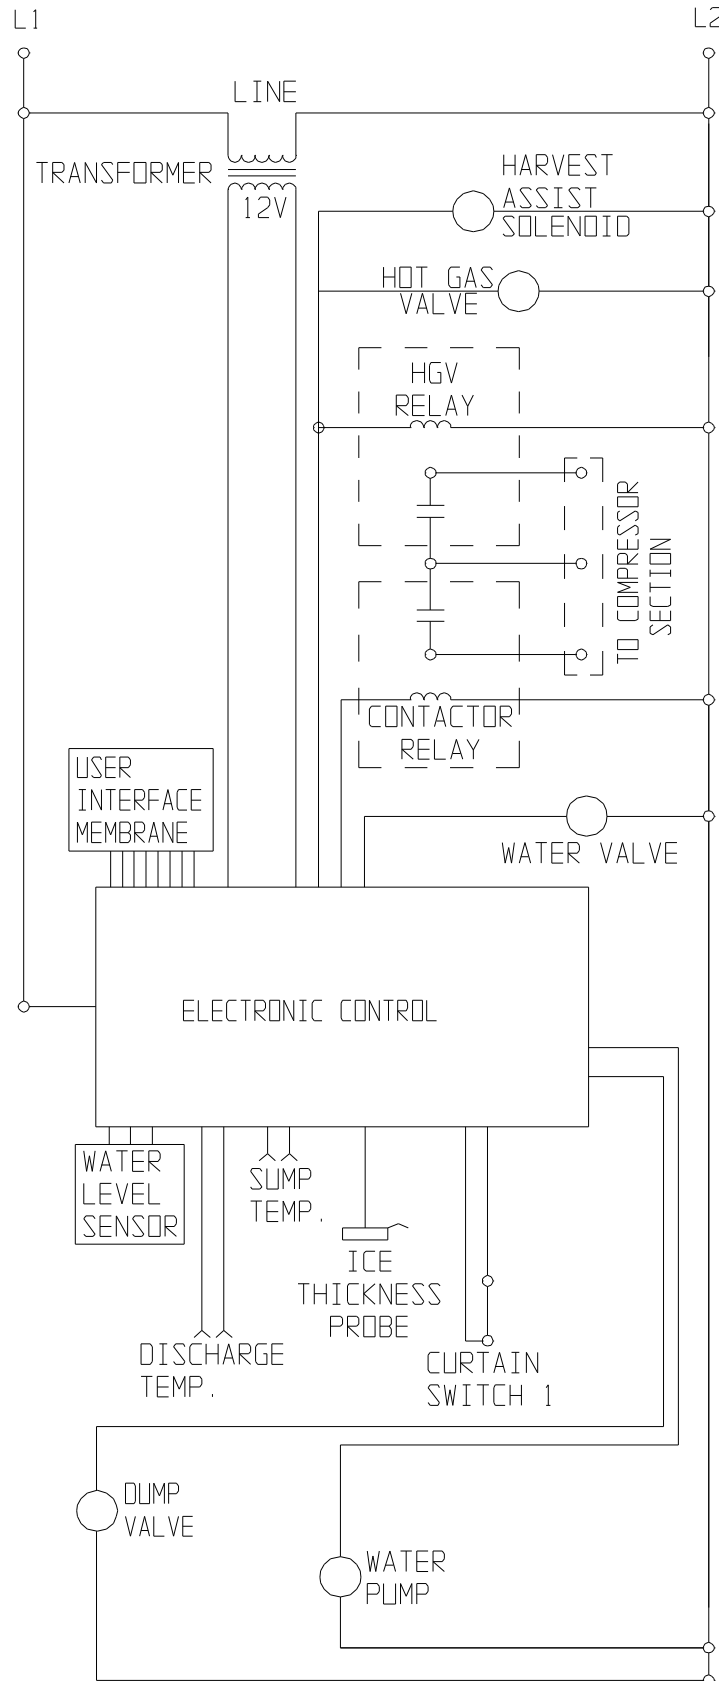 L1
L2
LINE
TRANSFORMER
12V
HARVEST
ASSIST
SOLENOID
HOT GAS
VALVE
HGV
RELAY
TO COMPRESSOR
SECTION
CONTACTOR
RELAY
USER
INTERFACE
MEMBRANE
WATER VALVE
ELECTRONIC CONTROL
WATER
LEVEL
SENSOR
SUMP
TEMP.
ICE
THICKNESS
PROBE
DISCHARGE
TEMP.
CURTAIN
SWITCH 1
DUMP
VALVE
WATER
PUMP